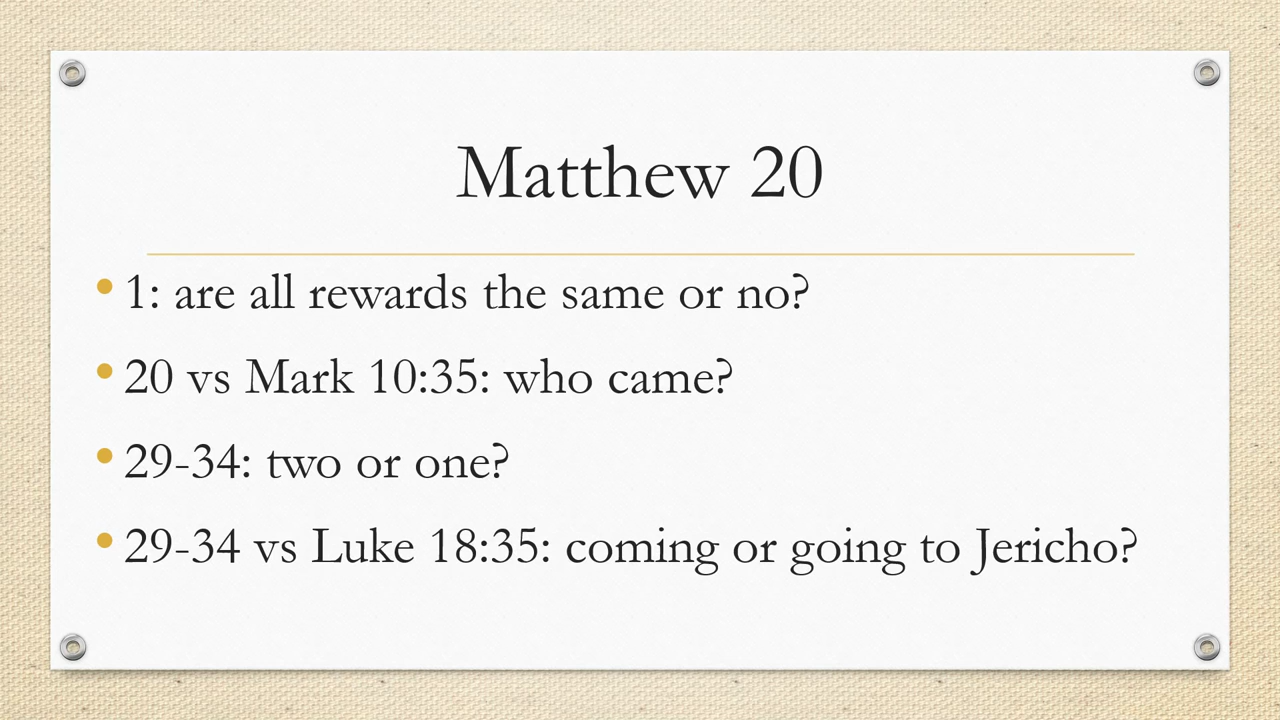 Matthew 20
• 1: are all rewards the same or no?
• 20 vs Mark 10:35: who came?
• 29-34: two or one?
• 29-34 vs Luke 18:35: coming or going to Jericho?